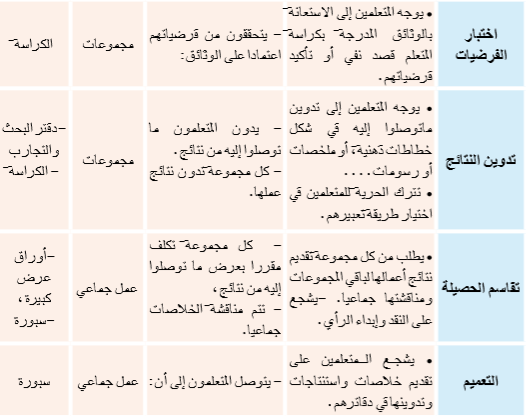 اختبار
الفرضيات
• يوجه المتعلمين إلى الاستعانة
بالوثائق المدرجة بكراسة
المتعلم قصد نفي أو تأكيد
فرضياتهم.
– يتحققون من فرضياتهم
اعتمادا على الوثائق:
مجموعات
الكراسة
تدوين النتائج
• يوجه المتعلمين إلى تدوين
ماتوصلوا إليه في شكل
خطاطات ذهنية، أو ملخصات
أو رسومات....
• تترك الحرية للمتعلمين في
اختيار طريقة تعبيرهم.
– يدون المتعلمون ما
توصلوا إليه من نتائج.
– كل مجموعة تدون نتائج
عملها.
مجموعات
–دفتر البحث
والتجارب
– الكراسة
تقاسم الحصيلة
• يطلب من كل مجموعة تقديم
نتائج أعمالها لباقي المجموعات
ومناقشتها جماعيا. –يشجع
على النقد وإبداء الرأي.
– كل مجموعة تكلف
مقررا بعرض ما توصلوا
إليه من نتائج،
– تتم مناقشة الخلاصات
جماعيا.
عمل جماعي
–أوراق
عرض
كبيرة،
–سبورة
التعميم
• يشجع المتعلمين على
تقديم خلاصات واستنتاجات
وتدوينها في دفاترهم.
– يتوصل المتعلمون إلى أن:
عمل جماعي
سبورة